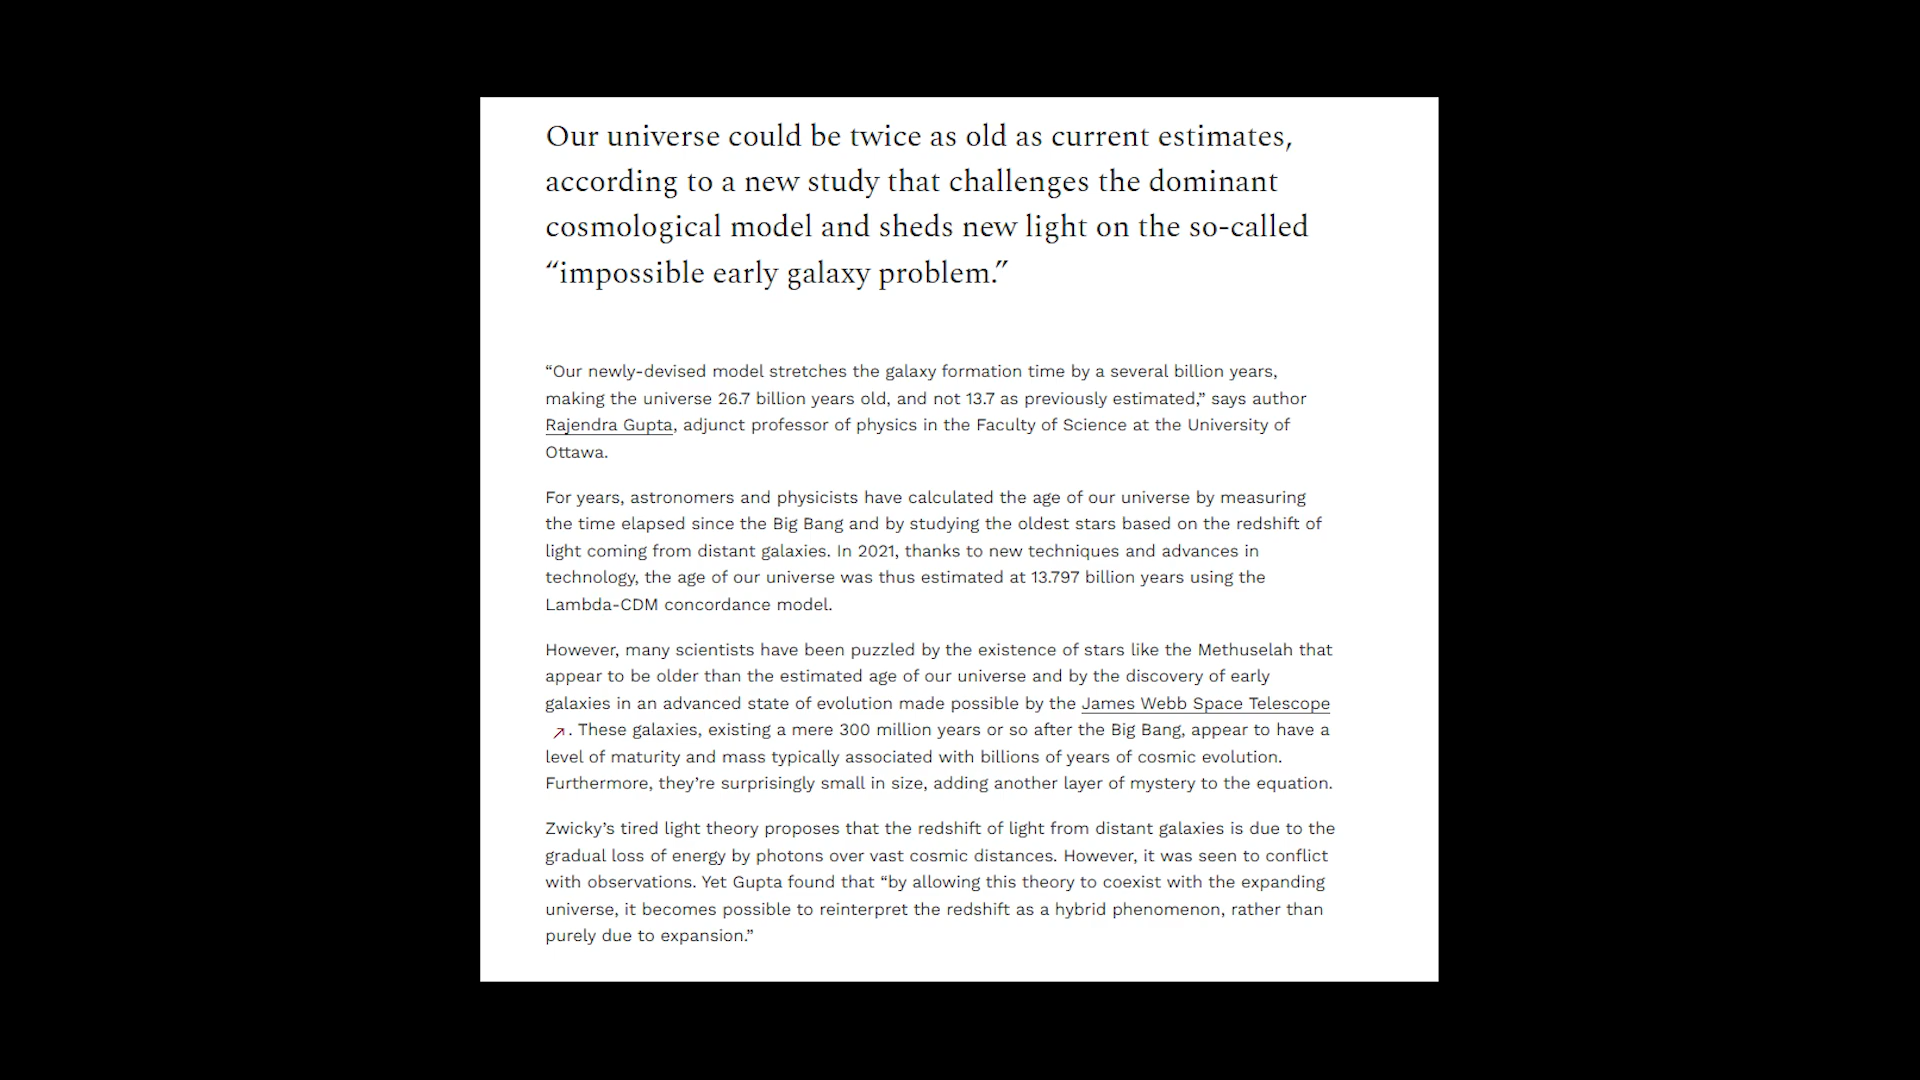 Our universe could be twice as old as current estimates,
according to a new study that challenges the dominant
cosmological model and sheds new light on the so-called
“impossible early galaxy problem.”
“Our newly-devised model stretches the galaxy formation time by a several billion years,
making the universe 26.7 billion years old, and not 13.7 as previously estimated,” says author
Rajendra Gupta, adjunct professor of physics in the Faculty of Science at the University of
Ottawa.
For years, astronomers and physicists have calculated the age of our universe by measuring
the time elapsed since the Big Bang and by studying the oldest stars based on the redshift of
light coming from distant galaxies. In 2021, thanks to new techniques and advances in
technology, the age of our universe was thus estimated at 13.797 billion years using the
Lambda-CDM concordance model.
However, many scientists have been puzzled by the existence of stars like the Methuselah that
appear to be older than the estimated age of our universe and by the discovery of early
galaxies in an advanced state of evolution made possible by the James Webb Space Telescope
↗. These galaxies, existing a mere 300 million years or so after the Big Bang, appear to have a
level of maturity and mass typically associated with billions of years of cosmic evolution.
Furthermore, they’re surprisingly small in size, adding another layer of mystery to the equation.
Zwicky’s tired light theory proposes that the redshift of light from distant galaxies is due to the
gradual loss of energy by photons over vast cosmic distances. However, it was seen to conflict
with observations. Yet Gupta found that “by allowing this theory to coexist with the expanding
universe, it becomes possible to reinterpret the redshift as a hybrid phenomenon, rather than
purely due to expansion.”